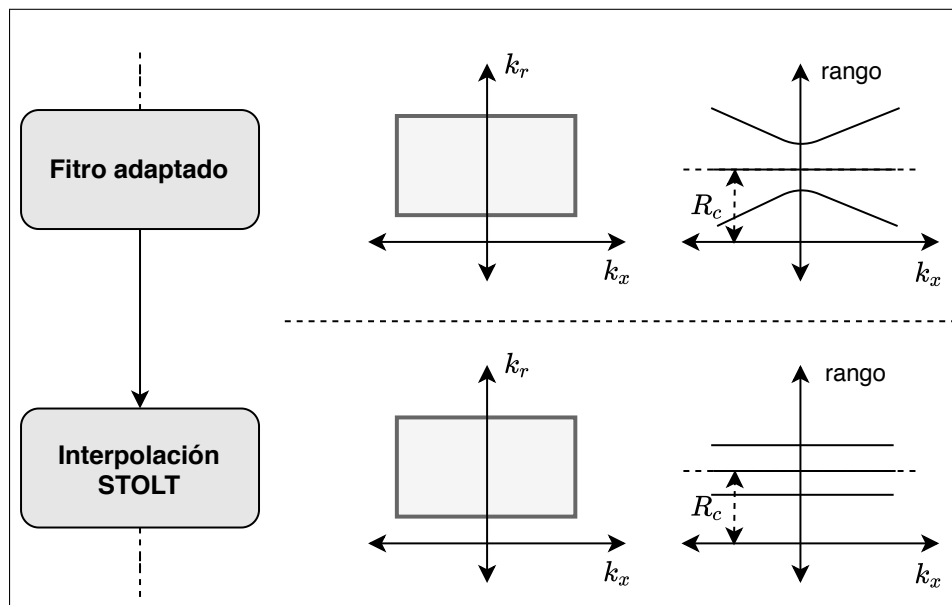 Fitro adaptado
k_r
k_x
rango
R_c
k_x
Interpolación
STOLT
k_r
k_x
rango
R_c
k_x